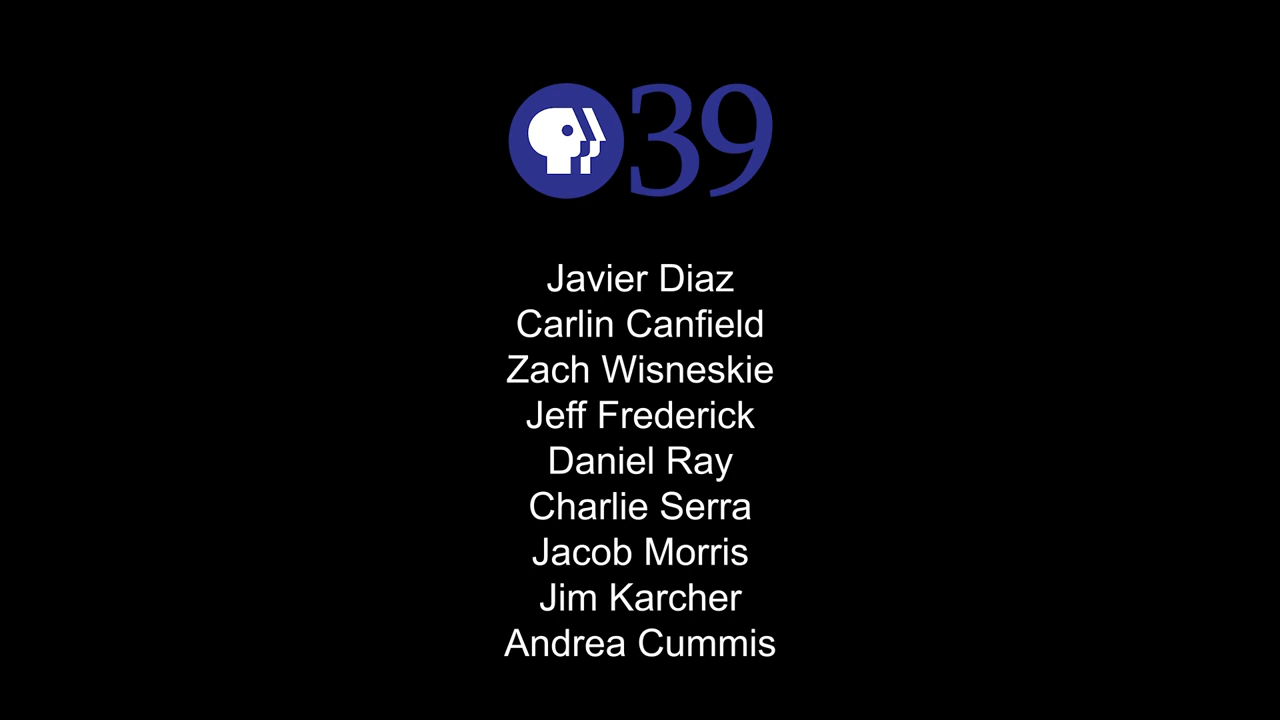 39
Javier Diaz
Carlin Canfield
Zach Wisneskie
Jeff Frederick
Daniel Ray
Charlie Serra
Jacob Morris
Jim Karcher
Andrea Cummis